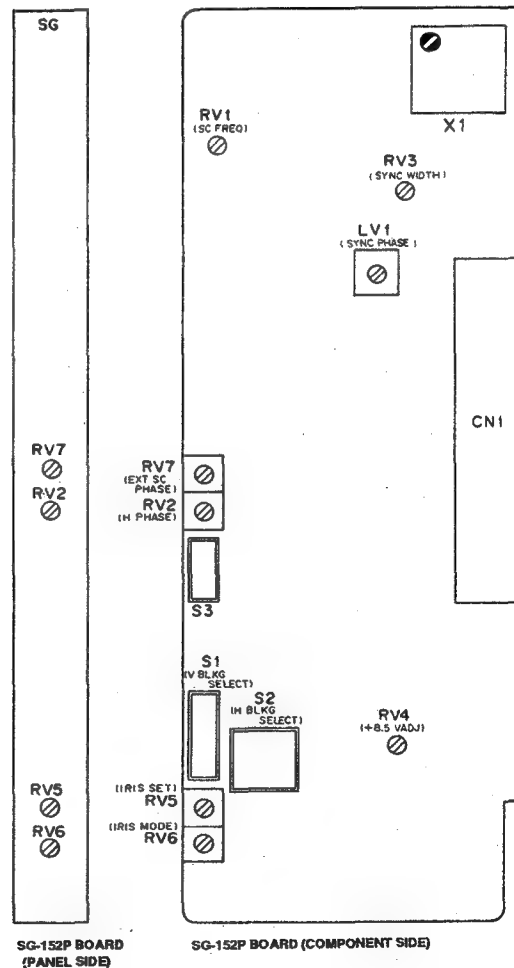 SG
RV7
RV2
RV5
RV6
SG-152P BOARD
(PANEL SIDE)
X1
RV1
(SC FREQ)
RV3
(SYNC WIDTH)
LV1
(SYNC PHASE)
CN1
RV7
(EXT SC
PHASE)
RV2
(H PHASE)
S3
S1
(V BLKG
SELECT)
S2
(H BLKG
SELECT)
RV4
(+8.5 VADJ)
(IRIS SET)
RV5
(IRIS MODE)
RV6
SG-152P BOARD (COMPONENT SIDE)